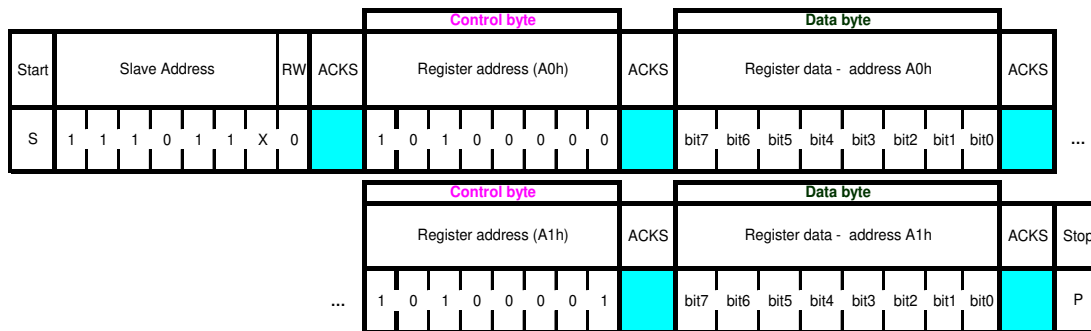 Control byte Data byte
Start Slave Address RW ACKS Register address (A0h) ACKS Register data - address A0h ACKS
S 1 1 1 0 1 1 X 0 1 0 1 0 0 0 0 0 bit7 bit6 bit5 bit4 bit3 bit2 bit1 bit0 ...
Control byte Data byte
Register address (A1h) ACKS Register data - address A1h ACKS Stop
... 1 0 1 0 0 0 0 1 bit7 bit6 bit5 bit4 bit3 bit2 bit1 bit0 P